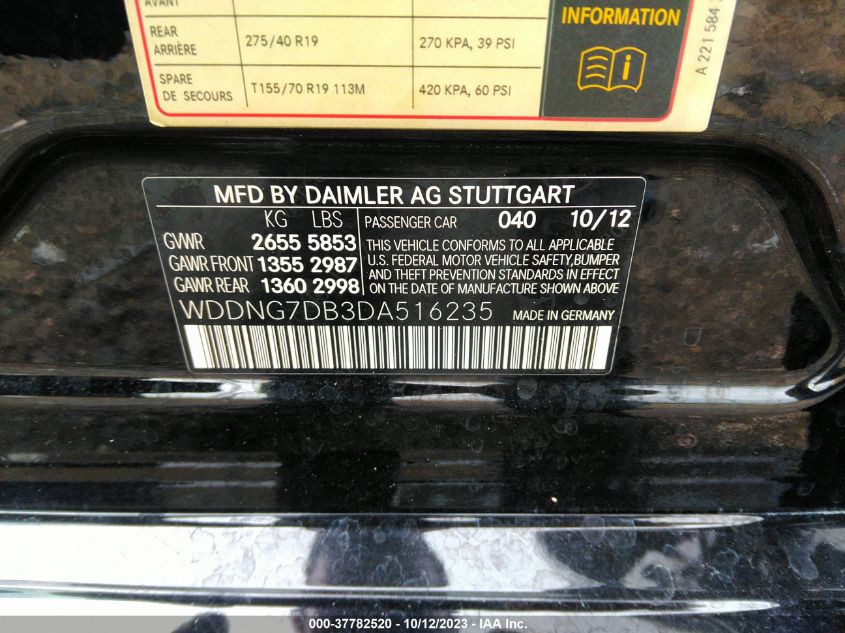 AVANT
INFORMATION
REAR
ARRIÈRE
275/40 R19
270 KPA, 39 PSI
SPARE
DE SECOURS
T155/70 R19 113M
420 KPA, 60 PSI
A 221 584
MFD BY DAIMLER AG STUTTGART
KG LBS
PASSENGER CAR 040 10/12
GVWR 2655 5853
GAWR FRONT 1355 2987
GAWR REAR 1360 2998
THIS VEHICLE CONFORMS TO ALL APPLICABLE
U.S. FEDERAL MOTOR VEHICLE SAFETY,BUMPER
AND THEFT PREVENTION STANDARDS IN EFFECT
ON THE DATE OF MANUFACTURE SHOWN ABOVE
WDDNG7DB3DA516235 MADE IN GERMANY
000-37782520 - 10/12/2023 - IAA Inc.